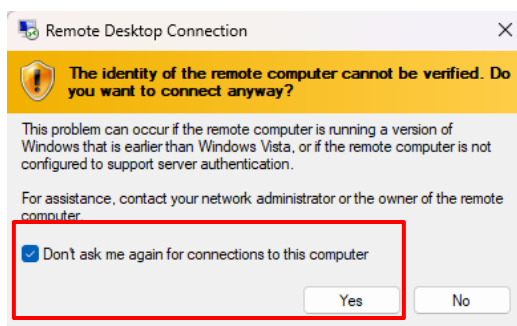 Remote Desktop Connection
The identity of the remote computer cannot be verified. Do
you want to connect anyway?
This problem can occur if the remote computer is running a version of
Windows that is earlier than Windows Vista, or if the remote computer is not
configured to support server authentication.
For assistance, contact your network administrator or the owner of the remote
computer.
Don't ask me again for connections to this computer
Yes
No